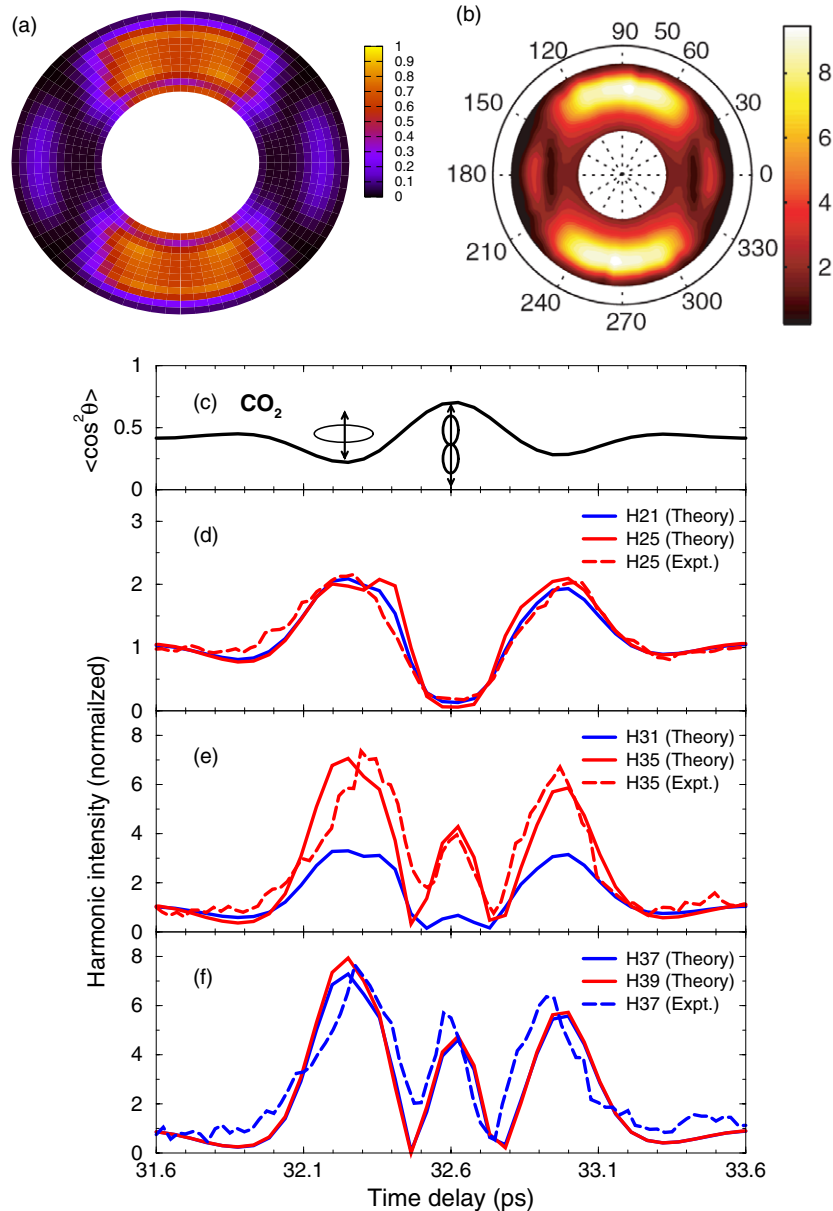 (a)
1
0.9
0.8
0.7
0.6
0.5
0.4
0.3
0.2
0.1
0
(b)
90 50
120 60
150 30
180 0
210 330
240 300
270
8
6
4
2
(c) CO2
<cos2θ>
1
0.5
0
(d)
H21 (Theory)
H25 (Theory)
H25 (Expt.)
3
2
1
0
(e)
H31 (Theory)
H35 (Theory)
H35 (Expt.)
8
6
4
2
0
(f)
H37 (Theory)
H39 (Theory)
H37 (Expt.)
8
6
4
2
0
Harmonic intensity (normailzed)
31.6 32.1 32.6 33.1 33.6
Time delay (ps)